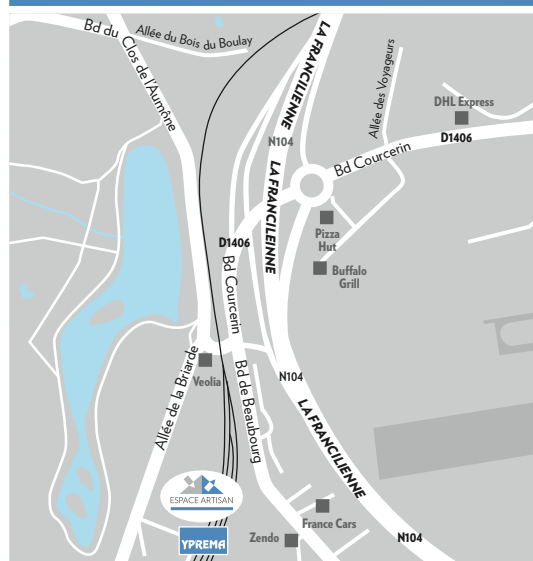 Bd du Clos de l'Aumône
Allée du Bois du Boulay
LA FRANCILIENNE
Allée des Voyageurs
DHL Express
N104
D1406
Bd Courcerin
LA FRANCILEINNE
Pizza
Hut
D1406
Buffalo
Grill
Bd Courcerin
Allée de la Briarde
Veolia
N104
Bd de Beaubourg
LA FRANCILIENNE
ESPACE ARTISAN
France Cars
YPREMA
Zendo
N104